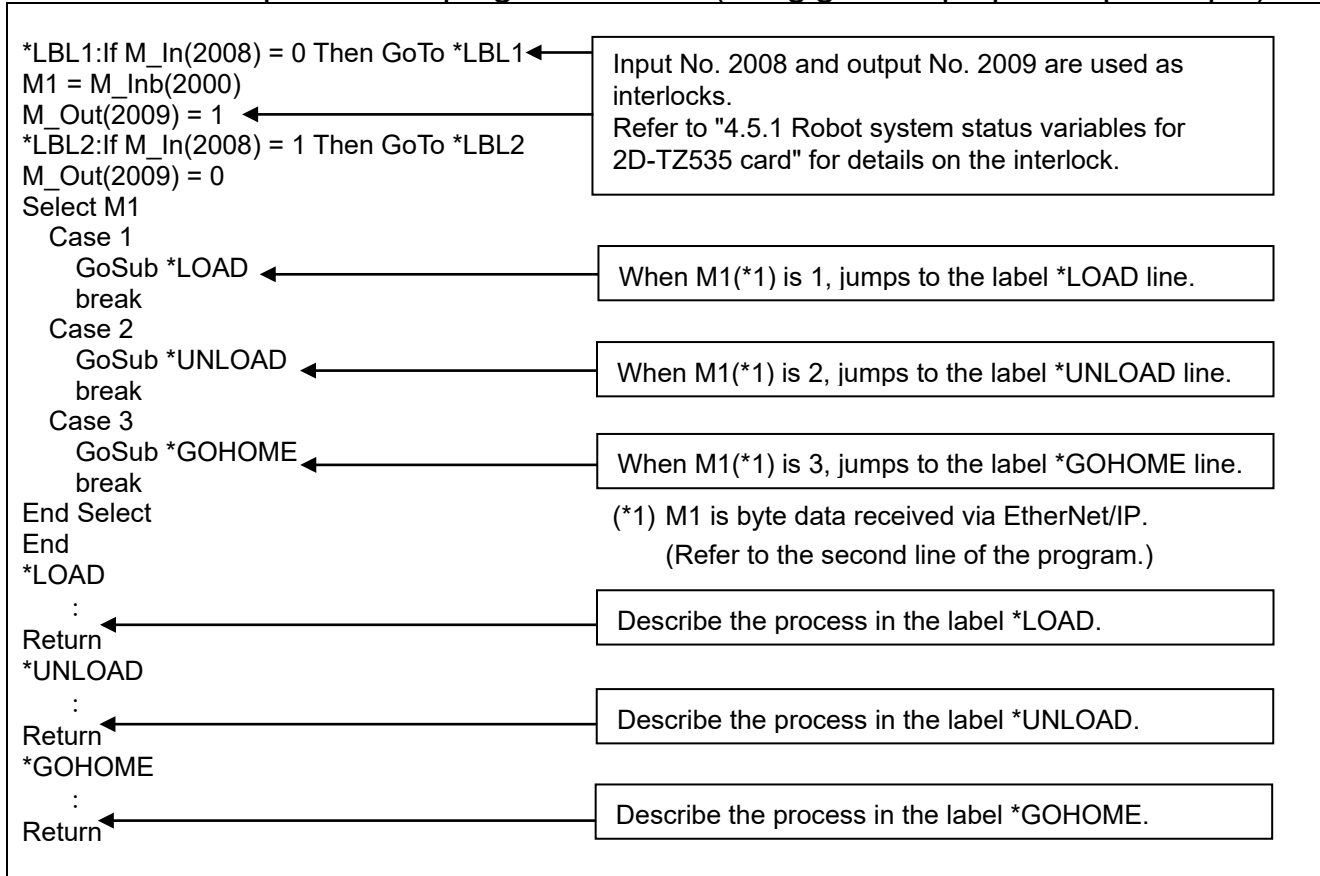 *LBL1:If M_In(2008) = 0 Then GoTo *LBL1
M1 = M_Inb(2000)
M_Out(2009) = 1
*LBL2:If M_In(2008) = 1 Then GoTo *LBL2
M_Out(2009) = 0
Select M1
Case 1
GoSub *LOAD
break
Case 2
GoSub *UNLOAD
break
Case 3
GoSub *GOHOME
break
End Select
End
*LOAD
:
Return
*UNLOAD
:
Return
*GOHOME
:
Return
Input No. 2008 and output No. 2009 are used as
interlocks.
Refer to "4.5.1 Robot system status variables for
2D-TZ535 card" for details on the interlock.
When M1(*1) is 1, jumps to the label *LOAD line.
When M1(*1) is 2, jumps to the label *UNLOAD line.
When M1(*1) is 3, jumps to the label *GOHOME line.
(*1) M1 is byte data received via EtherNet/IP.
(Refer to the second line of the program.)
Describe the process in the label *LOAD.
Describe the process in the label *UNLOAD.
Describe the process in the label *GOHOME.